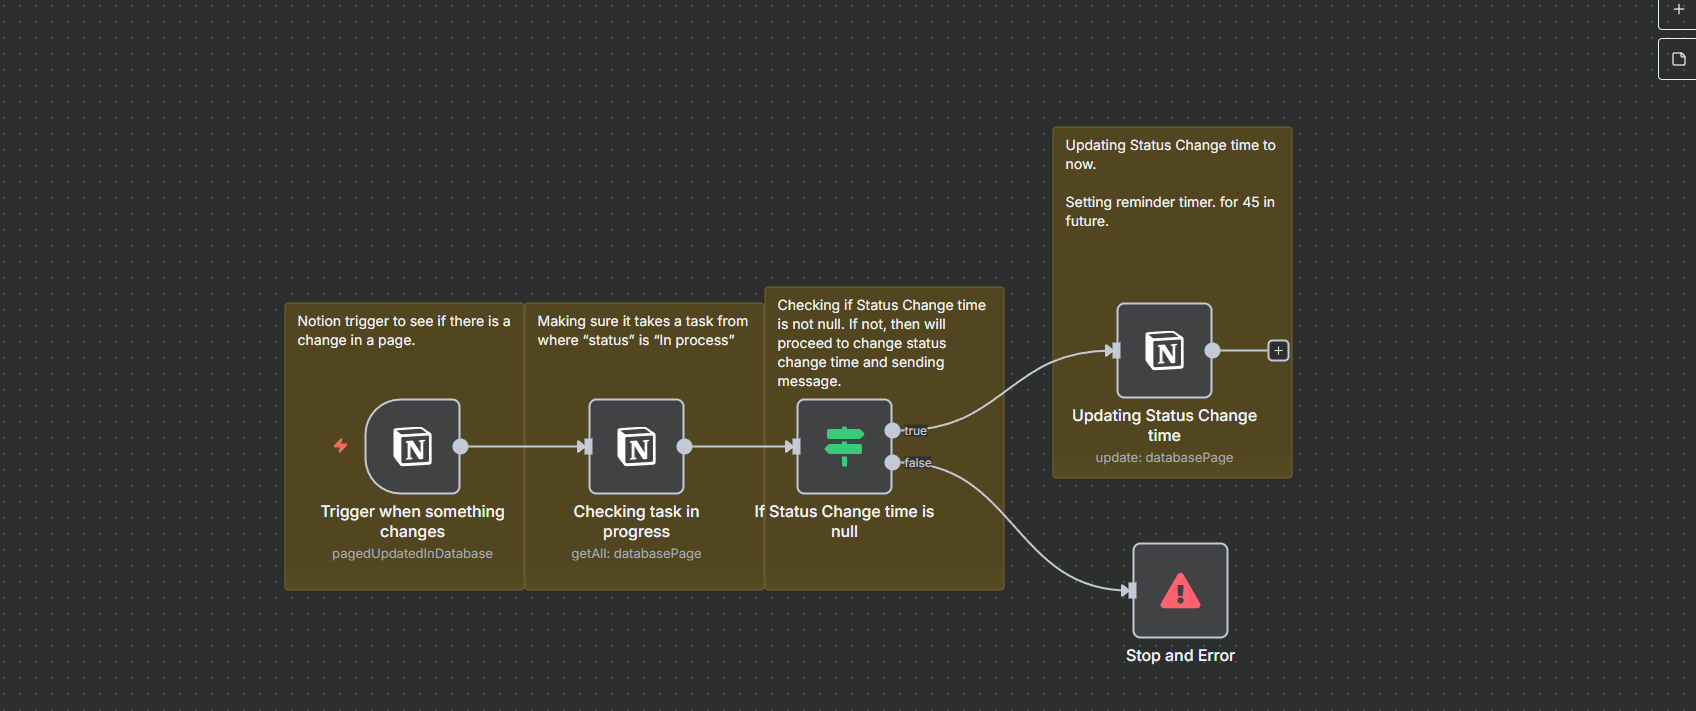 Updating Status Change time to
now.
Setting reminder timer. for 45 in
future.
Notion trigger to see if there is a
change in a page.
Making sure it takes a task from
where “status” is “In process”
Checking if Status Change time
is not null. If not, then will
proceed to change status
change time and sending
message.
true
false
Updating Status Change
time
update: databasePage
Trigger when something
changes
pagedUpdatedInDatabase
Checking task in
progress
getAll: databasePage
If Status Change time is
null
Stop and Error